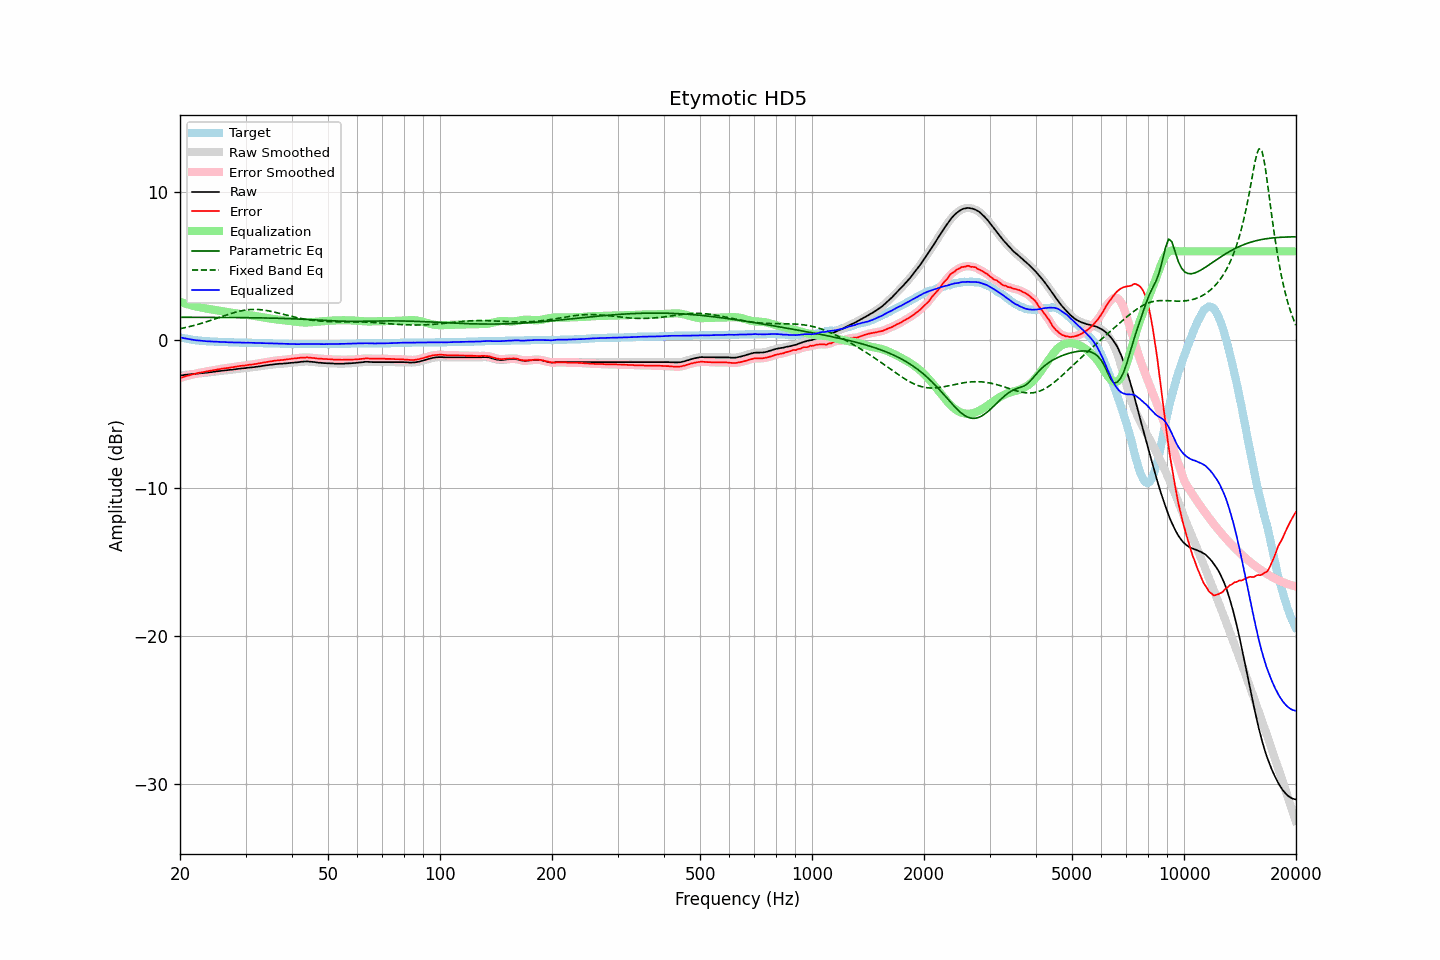 Etymotic HD5
Target
Raw Smoothed
Error Smoothed
Raw
Error
Equalization
Parametric Eq
Fixed Band Eq
Equalized
10
0
−10
−20
−30
Amplitude (dBr)
20 50 100 200 500 1000 2000 5000 10000 20000
Frequency (Hz)